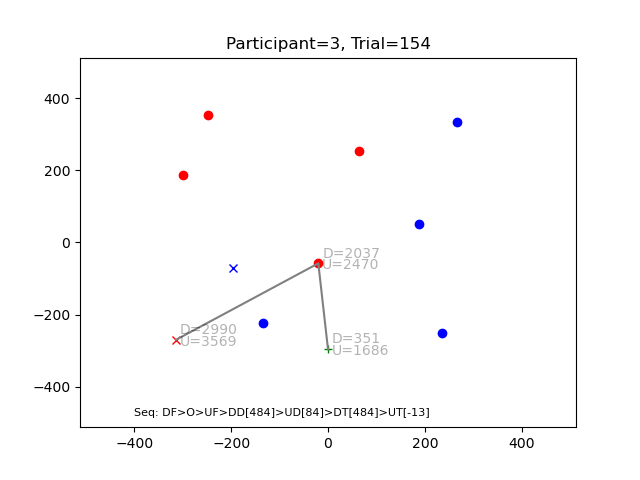 Participant=3, Trial=154
400
200
0
−200
−400
D=2037
U=2470
D=2990
U=3569
D=351
U=1686
Seq: DF>O>UF>DD[484]>UD[84]>DT[484]>UT[-13]
−400 −200 0 200 400